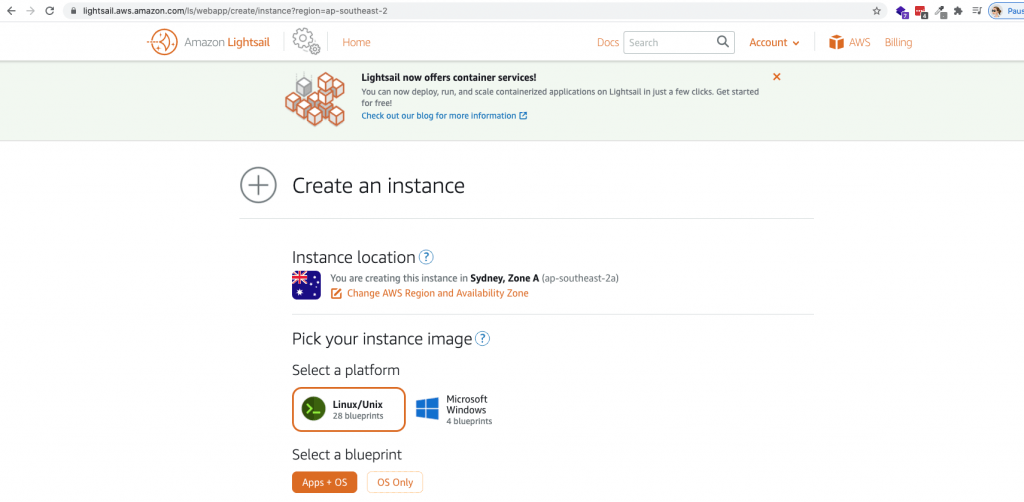 lightsail.aws.amazon.com/ls/webapp/create/instance?region=ap-southeast-2
7
4
Paus
Amazon Lightsail
Home
Docs
Search
Account
AWS
Billing
Lightsail now offers container services!
You can now deploy, run, and scale containerized applications on Lightsail in just a few clicks. Get started
for free!
Check out our blog for more information
Create an instance
Instance location ?
You are creating this instance in Sydney, Zone A (ap-southeast-2a)
Change AWS Region and Availability Zone
Pick your instance image ?
Select a platform
Linux/Unix
28 blueprints
Microsoft
Windows
4 blueprints
Select a blueprint
Apps + OS
OS Only